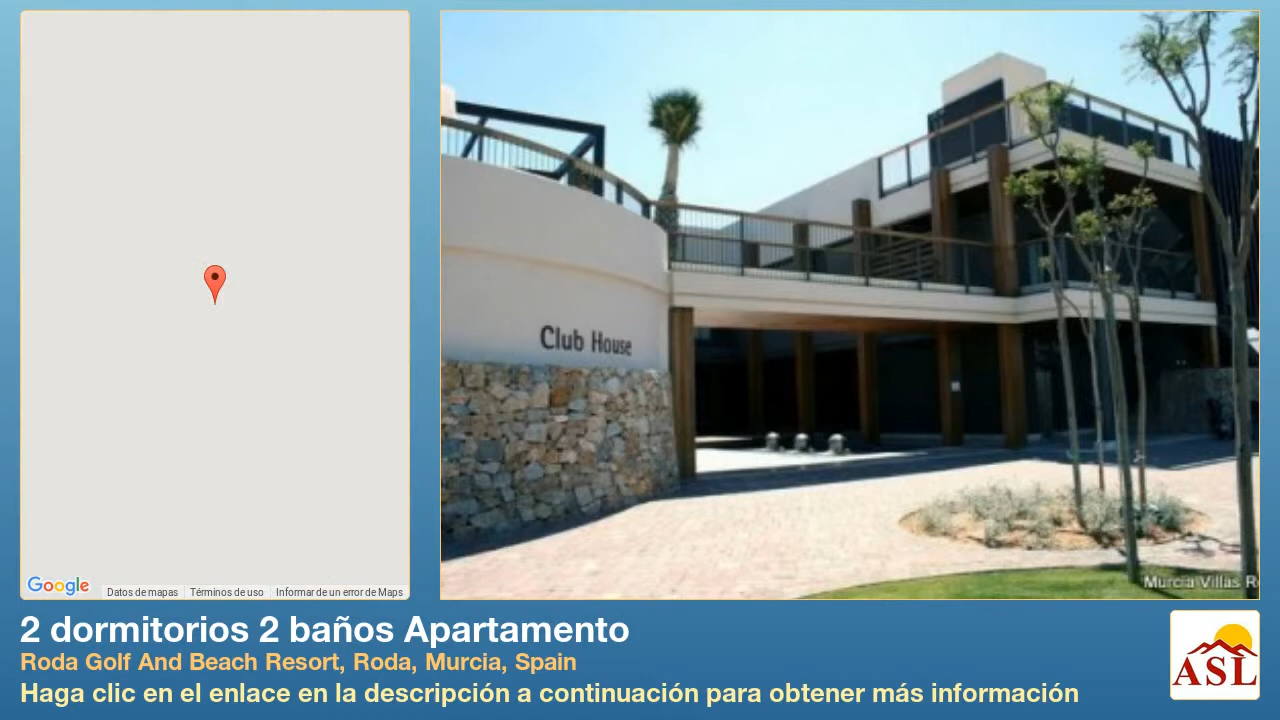 Club House
Murcia Villas R
Google
Datos de mapas
Términos de uso
Informar de un error de Maps
2 dormitorios 2 baños Apartamento
Roda Golf And Beach Resort, Roda, Murcia, Spain
Haga clic en el enlace en la descripción a continuación para obtener más información
ASL